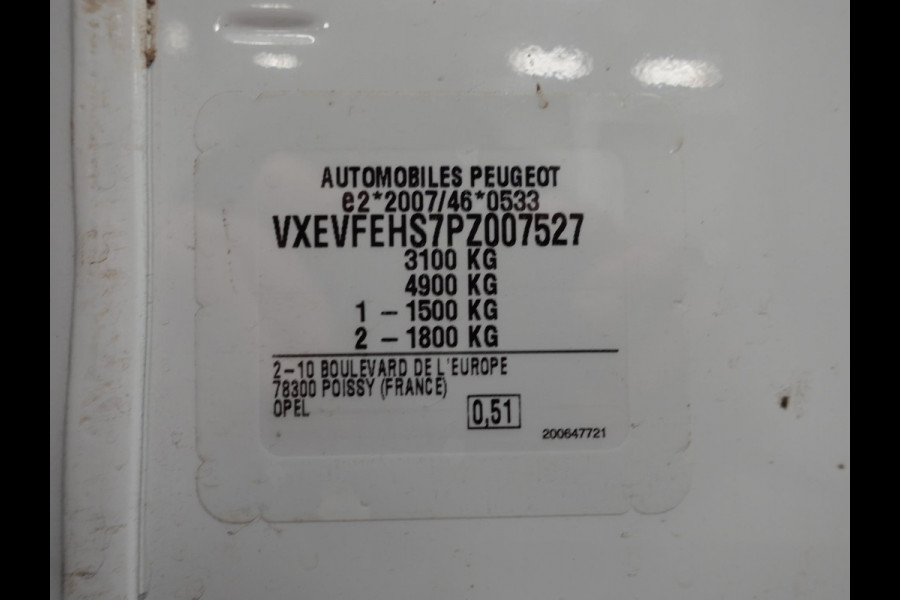 AUTOMOBILES PEUGEOT
e2*2007/46*0533
VXEVFEHS7PZ007527
3100 KG
4900 KG
1 – 1500 KG
2 – 1800 KG
2–10 BOULEVARD DE L'EUROPE
78300 POISSY (FRANCE)
OPEL
0,51
200647721